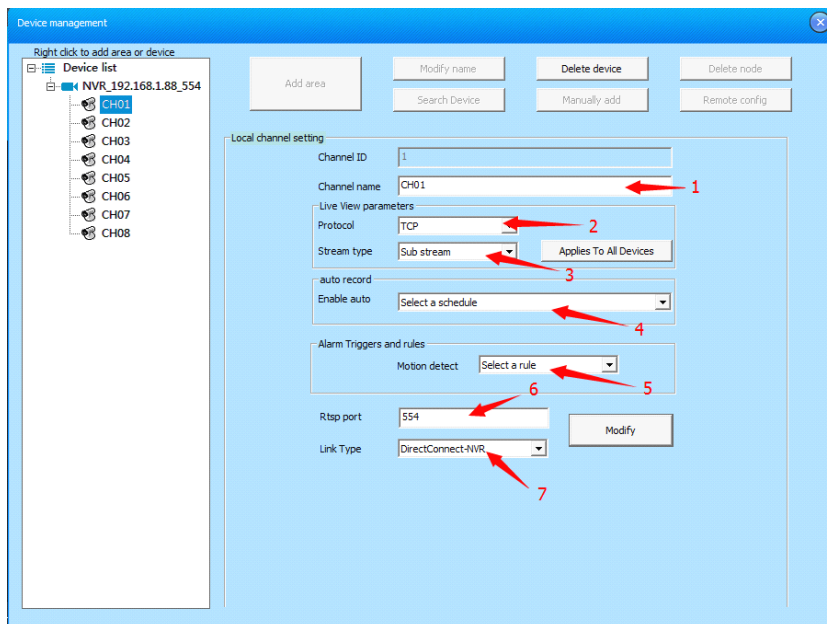 Device management
Right click to add area or device
Device list
NVR_192.168.1.88_554
CH01
CH02
CH03
CH04
CH05
CH06
CH07
CH08
Add area
Modify name
Delete device
Delete node
Search Device
Manually add
Remote config
Local channel setting
Channel ID 1
Channel name CH01 1
Live View parameters
Protocol TCP 2
Stream type Sub stream Applies To All Devices
3
auto record
Enable auto Select a schedule
4
Alarm Triggers and rules
Motion detect Select a rule
5
6
Rtsp port 554
Modify
Link Type DirectConnect-NVR
7